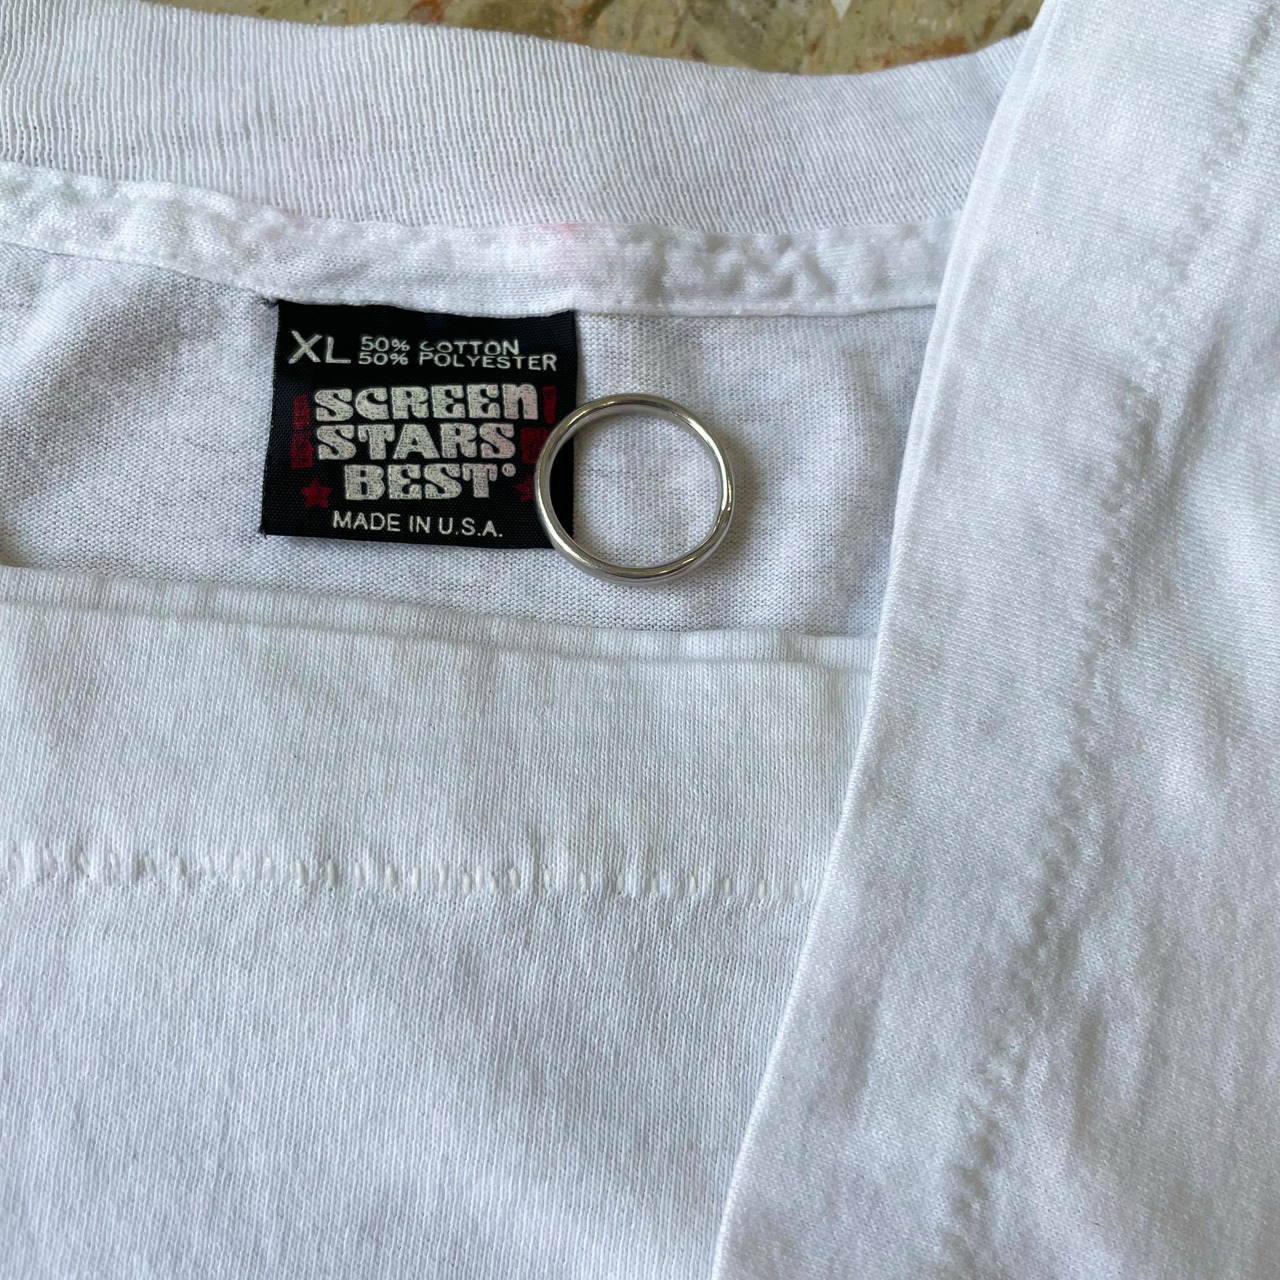 XL 50% COTTON
50% POLYESTER
SCREEN
STARS
BEST®
MADE IN U.S.A.